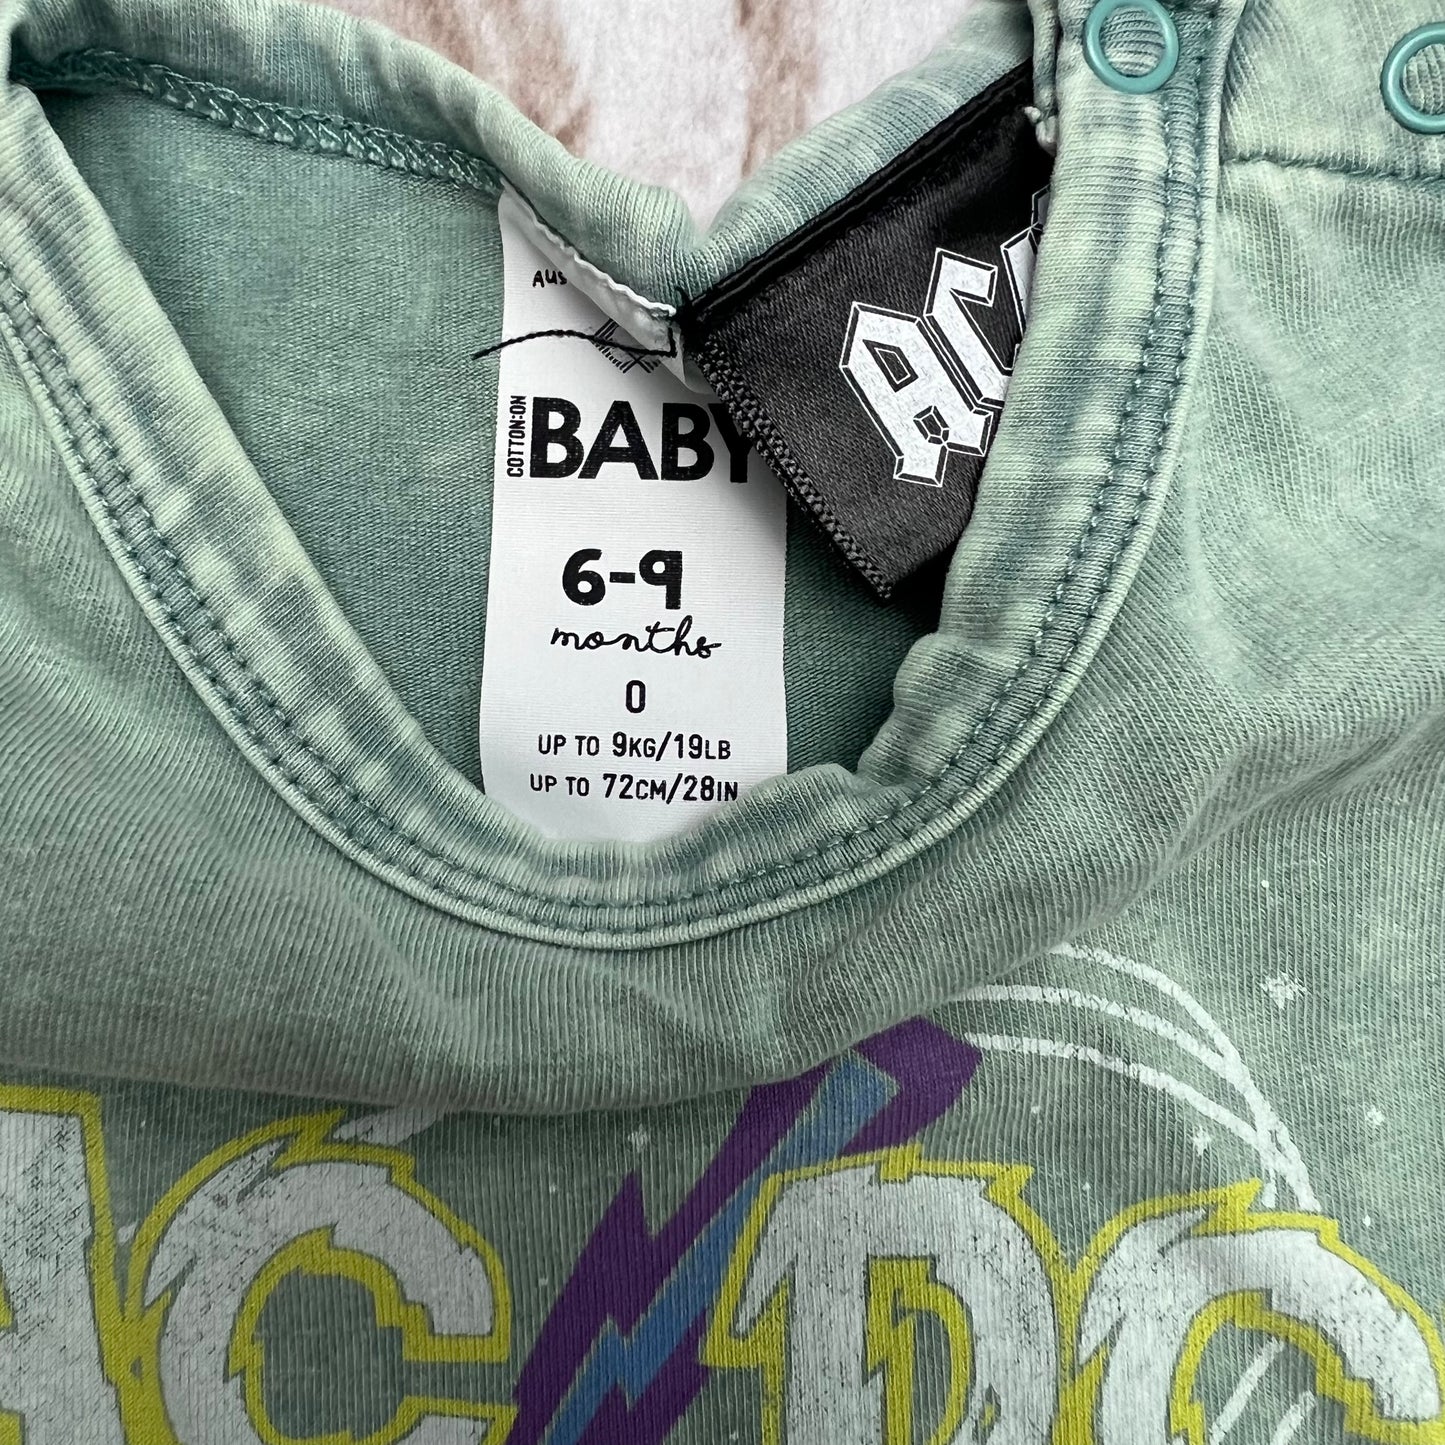 AUS
COTTON:ON
BABY
6-9
months
0
UP TO 9KG/19LB
UP TO 72CM/28IN
AC
AC DC